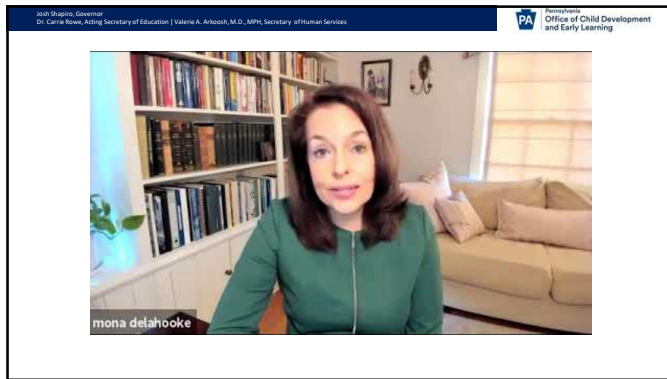 Josh Shapiro, Governor
Dr. Carrie Rowe, Acting Secretary of Education | Valerie A. Arkoosh, M.D., MPH, Secretary of Human Services
PA
Pennsylvania
Office of Child Development
and Early Learning
mona delahooke